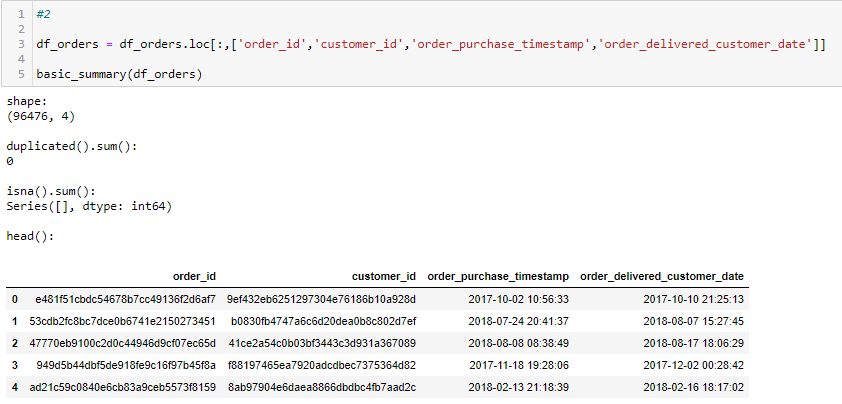 1 #2
2
3 df_orders = df_orders.loc[:,['order_id','customer_id','order_purchase_timestamp','order_delivered_customer_date']]
4
5 basic_summary(df_orders)
shape:
(96476, 4)
duplicated().sum():
0
isna().sum():
Series([], dtype: int64)
head():
order_id customer_id order_purchase_timestamp order_delivered_customer_date
0 e481f51cbdc54678b7cc49136f2d6af7 9ef432eb6251297304e76186b10a928d 2017-10-02 10:56:33 2017-10-10 21:25:13
1 53cdb2fc8bc7dce0b6741e2150273451 b0830fb4747a6c6d20dea0b8c802d7ef 2018-07-24 20:41:37 2018-08-07 15:27:45
2 47770eb9100c2d0c44946d9cf07ec65d 41ce2a54c0b03bf3443c3d931a367089 2018-08-08 08:38:49 2018-08-17 18:06:29
3 949d5b44dbf5de918fe9c16f97b45f8a f88197465ea7920adcdbec7375364d82 2017-11-18 19:28:06 2017-12-02 00:28:42
4 ad21c59c0840e6cb83a9ceb5573f8159 8ab97904e6daea8866dbdbc4fb7aad2c 2018-02-13 21:18:39 2018-02-16 18:17:02